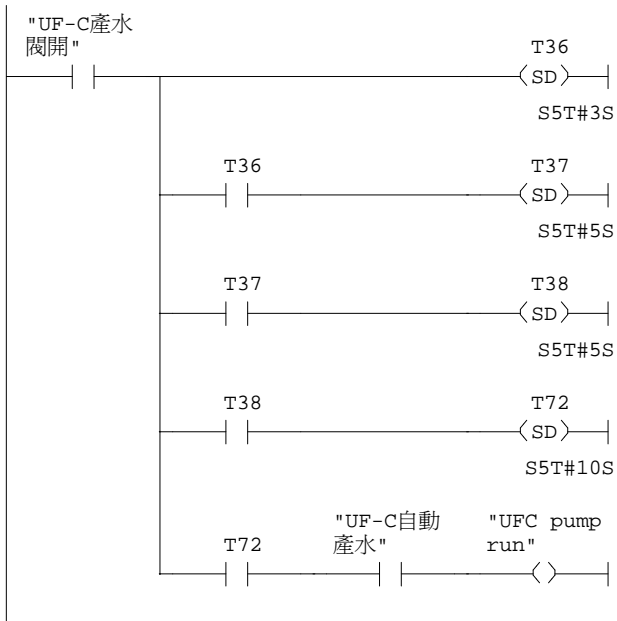 "UF-C產水
閥開"
T36
SD
S5T#3S
T36
T37
SD
S5T#5S
T37
T38
SD
S5T#5S
T38
T72
SD
S5T#10S
T72
"UF-C自動
產水"
"UFC pump
run"